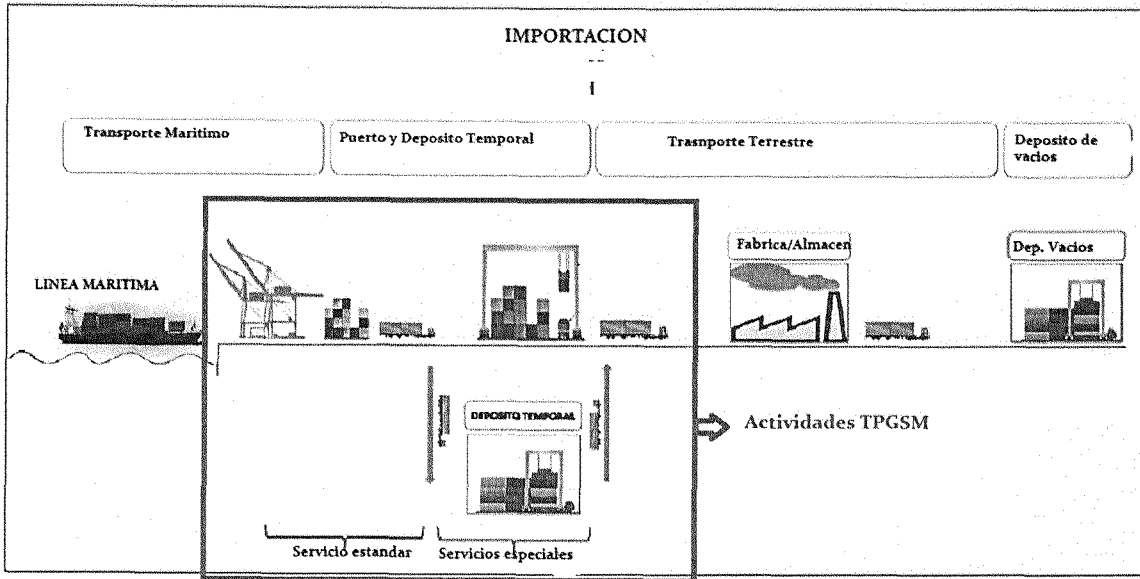 IMPORTACION
Transporte Maritimo
Puerto y Deposito Temporal
Trasnporte Terrestre
Deposito de
vacios
LINEA MARITIMA
Fabrica/Almacen
Dep. Vacios
DEPOSITO TEMPORAL
Actividades TPGSM
Servicio estandar
Servicios especiales